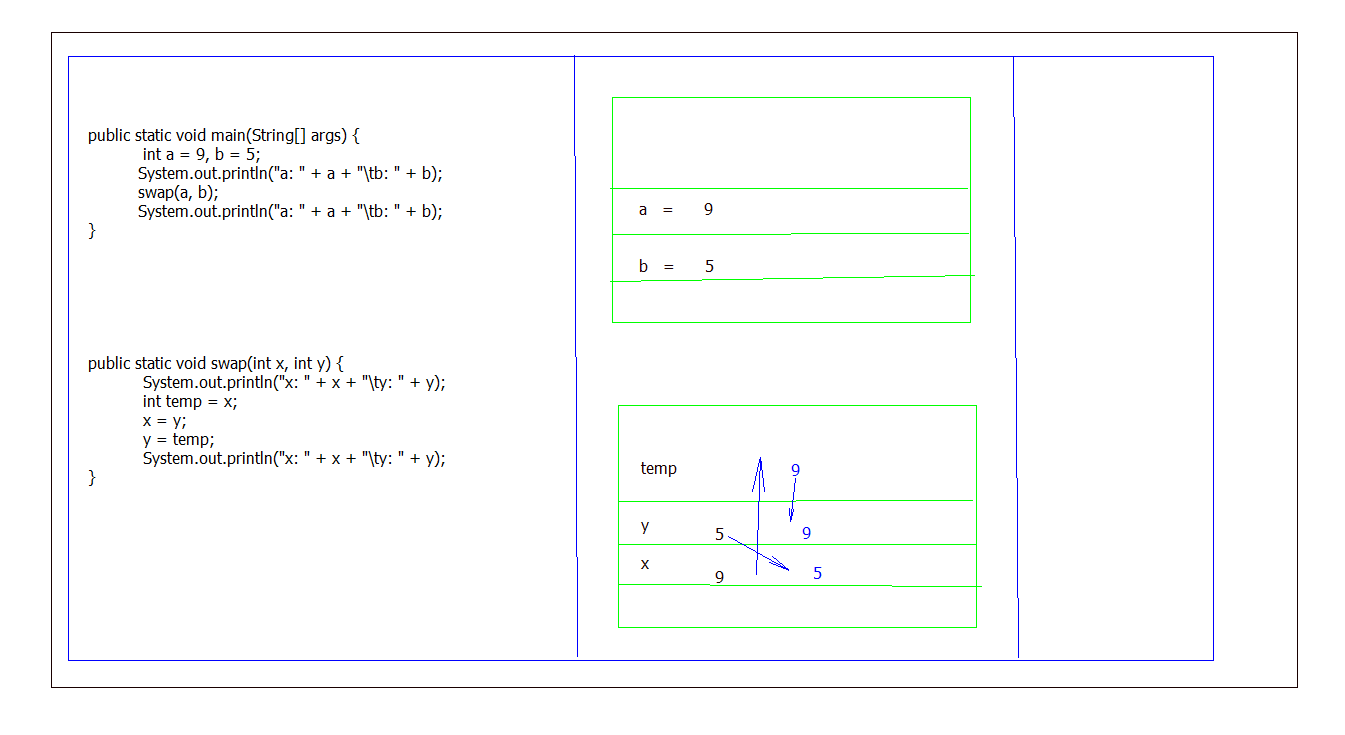 public static void main(String[] args) {
int a = 9, b = 5;
System.out.println("a: " + a + "\tb: " + b);
swap(a, b);
System.out.println("a: " + a + "\tb: " + b);
}
public static void swap(int x, int y) {
System.out.println("x: " + x + "\ty: " + y);
int temp = x;
x = y;
y = temp;
System.out.println("x: " + x + "\ty: " + y);
}
a = 9
b = 5
temp 9
y 5 9
x 9 5